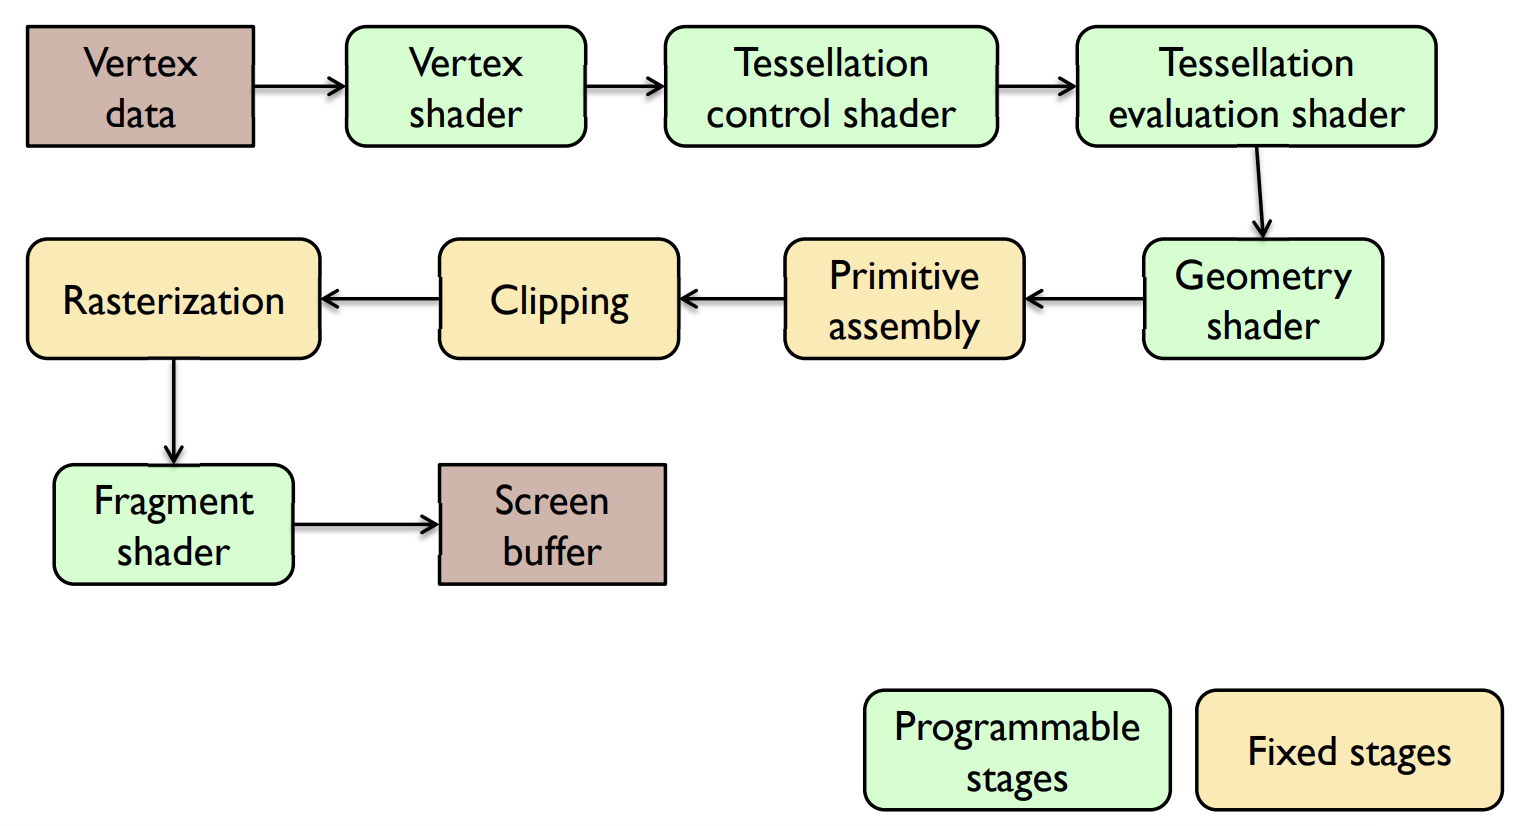 Vertex
data
Vertex
shader
Tessellation
control shader
Tessellation
evaluation shader
Rasterization
Clipping
Primitive
assembly
Geometry
shader
Fragment
shader
Screen
buffer
Programmable
stages
Fixed stages